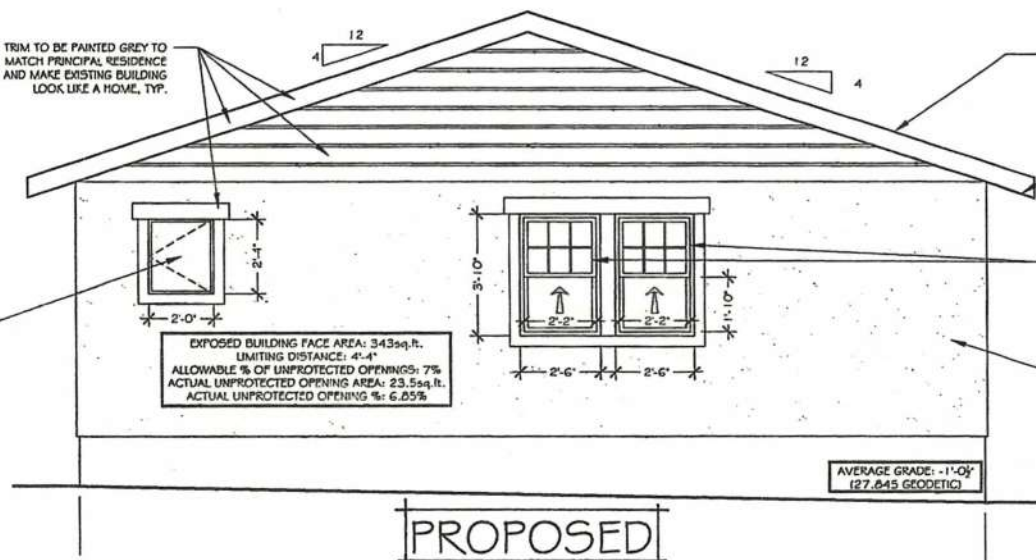 TRIM TO BE PAINTED GREY TO
MATCH PRINCIPAL RESIDENCE
AND MAKE EXISTING BUILDING
LOOK LIKE A HOME, TYP.
12
4
12
4
2'-4"
2'-0"
3'-10"
1'-10"
2'-2"
2'-2"
2'-6"
2'-6"
EXPOSED BUILDING FACE AREA: 343sq.ft.
LIMITING DISTANCE: 4'-4"
ALLOWABLE % OF UNPROTECTED OPENINGS: 7%
ACTUAL UNPROTECTED OPENING AREA: 23.5sq.ft.
ACTUAL UNPROTECTED OPENING %: 6.85%
AVERAGE GRADE: -1'-0½"
(27.845 GEODETIC)
PROPOSED